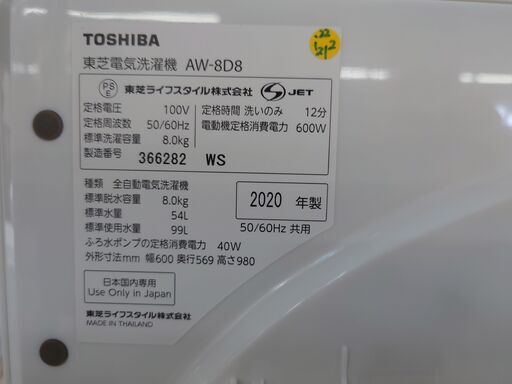 TOSHIBA
東芝電気洗濯機 AW-8D8
PS
E 東芝ライフスタイル株式会社 JET
定格電圧 100V 定格時間 洗いのみ 12分
定格周波数 50/60Hz 電動機定格消費電力 600W
標準洗濯容量 8.0kg
製造番号 366282 WS
種類 全自動電気洗濯機
標準脱水容量 8.0kg 2020 年製
標準水量 54L
標準使用水量 99L 50/60Hz 共用
ふろ水ポンプの定格消費電力 40W
外形寸法mm 幅600 奥行569 高さ980
日本国内専用
Use Only in Japan
東芝ライフスタイル株式会社
MADE IN THAILAND